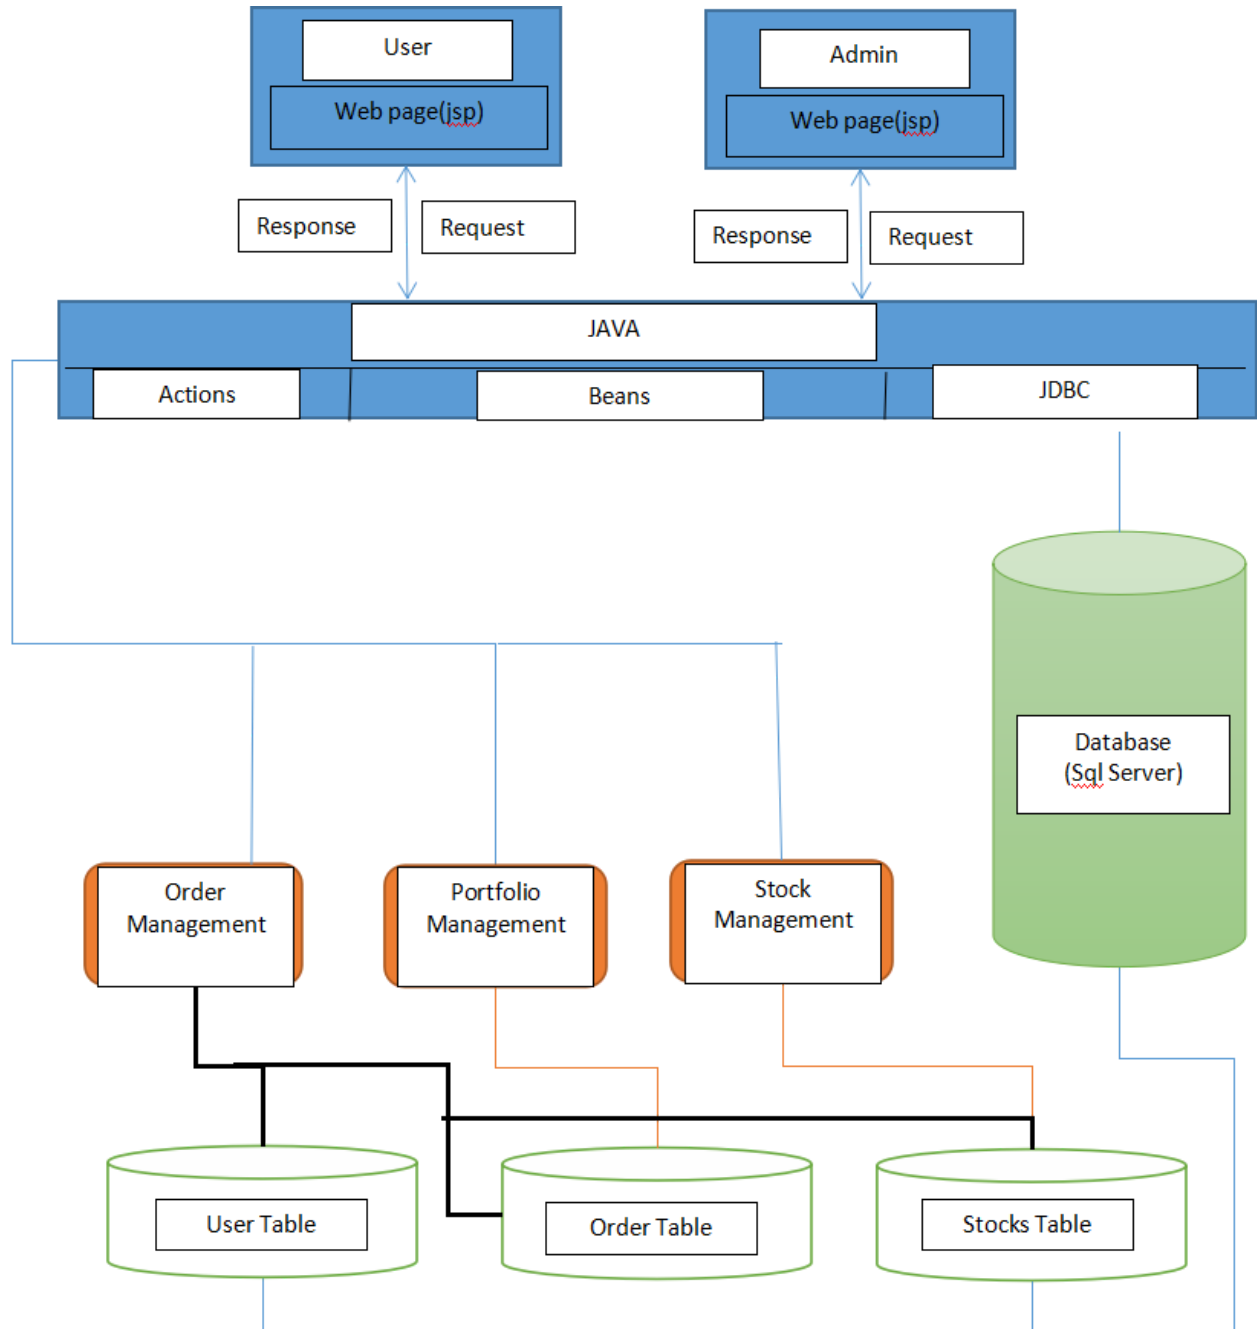 User
Web page(jsp)
Admin
Web page(jsp)
Response
Request
Response
Request
JAVA
Actions
Beans
JDBC
Database
(Sql Server)
Order
Management
Portfolio
Management
Stock
Management
User Table
Order Table
Stocks Table